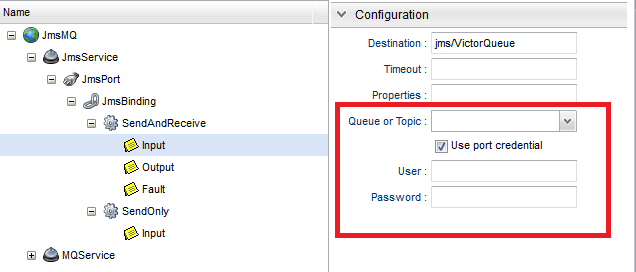 Name
JmsMQ
JmsService
JmsPort
JmsBinding
SendAndReceive
Input
Output
Fault
SendOnly
Input
MQService
Configuration
Destination : jms/VictorQueue
Timeout :
Properties :
Queue or Topic :
Use port credential
User :
Password :